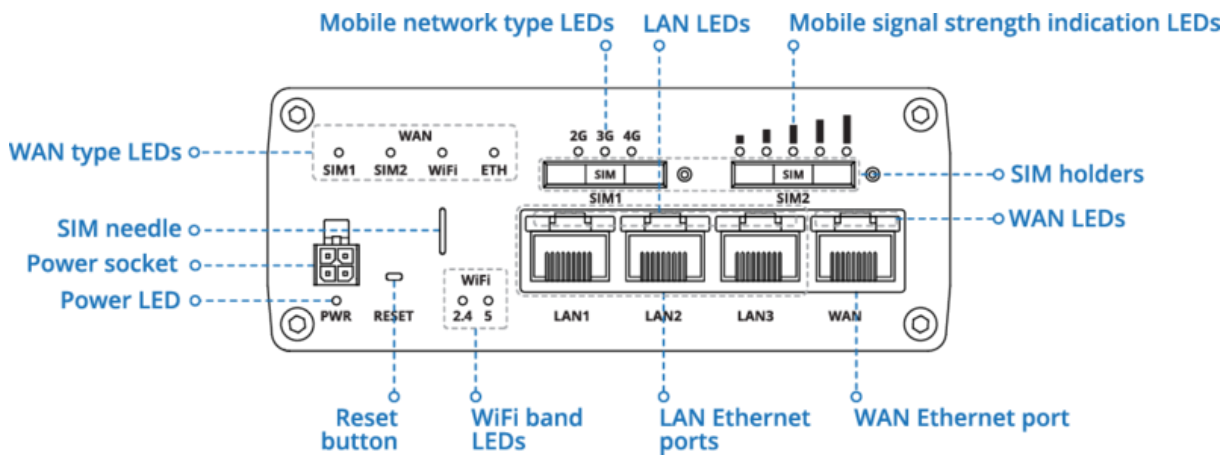 Mobile network type LEDs
LAN LEDs
Mobile signal strength indication LEDs
WAN
2G 3G 4G
WAN type LEDs
SIM1 SIM2 WiFi ETH
SIM
SIM
SIM holders
SIM1
SIM2
WAN LEDs
SIM needle
Power socket
WiFi
Power LED
PWR
RESET
2.4 5
LAN1
LAN2
LAN3
WAN
Reset
button
WiFi band
LEDs
LAN Ethernet
ports
WAN Ethernet port